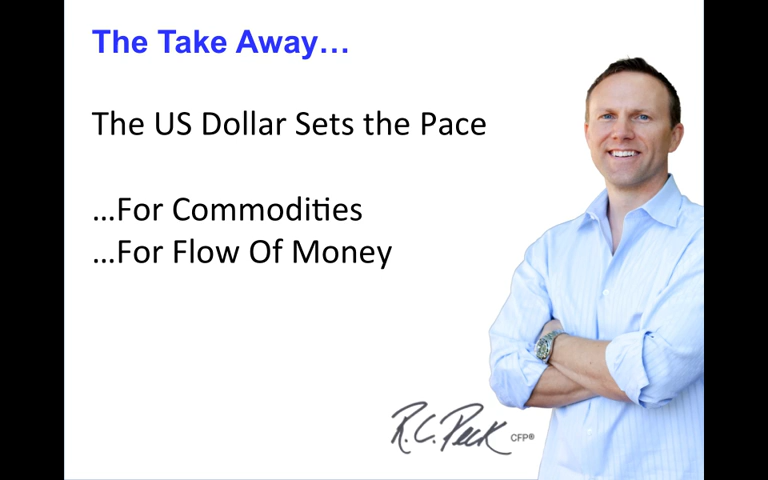 The Take Away...
The US Dollar Sets the Pace
...For Commodities
...For Flow Of Money
R.C. Peck CFP®